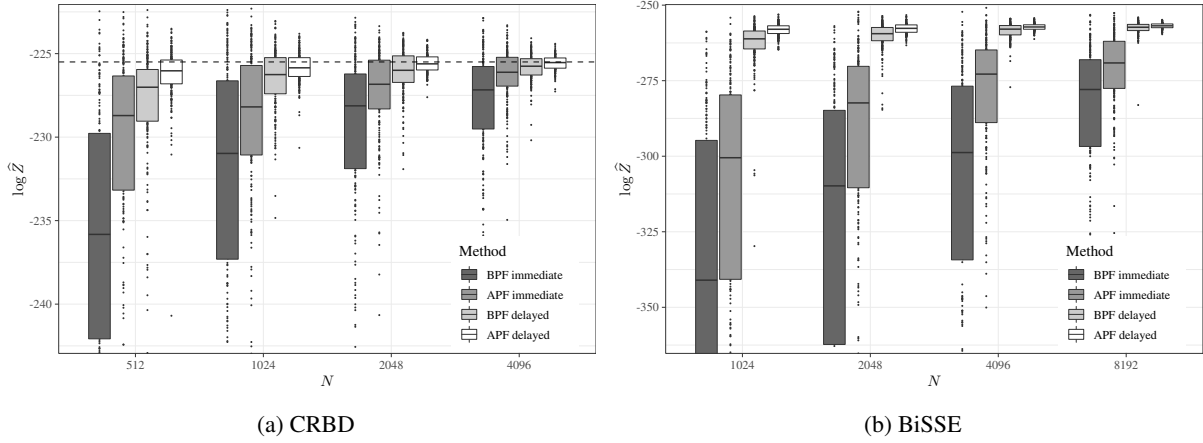 -225
-230
-235
-240
log Ẑ
512
1024
2048
4096
N
Method
BPF immediate
APF immediate
BPF delayed
APF delayed
(a) CRBD
-250
-275
-300
-325
-350
log Ẑ
1024
2048
4096
8192
N
Method
BPF immediate
APF immediate
BPF delayed
APF delayed
(b) BiSSE